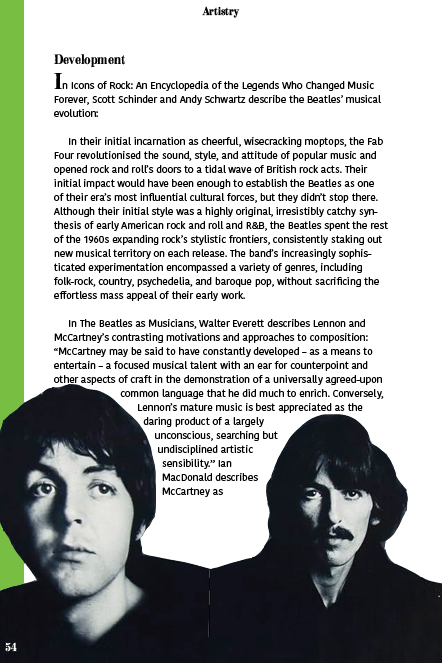 Artistry
Development
In Icons of Rock: An Encyclopedia of the Legends Who Changed Music
Forever, Scott Schinder and Andy Schwartz describe the Beatles’ musical
evolution:
In their initial incarnation as cheerful, wisecracking moptops, the Fab
Four revolutionised the sound, style, and attitude of popular music and
opened rock and roll’s doors to a tidal wave of British rock acts. Their
initial impact would have been enough to establish the Beatles as one
of their era’s most influential cultural forces, but they didn’t stop there.
Although their initial style was a highly original, irresistibly catchy syn-
thesis of early American rock and roll and R&B, the Beatles spent the rest
of the 1960s expanding rock’s stylistic frontiers, consistently staking out
new musical territory on each release. The band’s increasingly sophis-
ticated experimentation encompassed a variety of genres, including
folk-rock, country, psychedelia, and baroque pop, without sacrificing the
effortless mass appeal of their early work.
In The Beatles as Musicians, Walter Everett describes Lennon and
McCartney’s contrasting motivations and approaches to composition:
“McCartney may be said to have constantly developed – as a means to
entertain – a focused musical talent with an ear for counterpoint and
other aspects of craft in the demonstration of a universally agreed-upon
common language that he did much to enrich. Conversely,
Lennon’s mature music is best appreciated as the
daring product of a largely
unconscious, searching but
undisciplined artistic
sensibility.” Ian
MacDonald describes
McCartney as
54